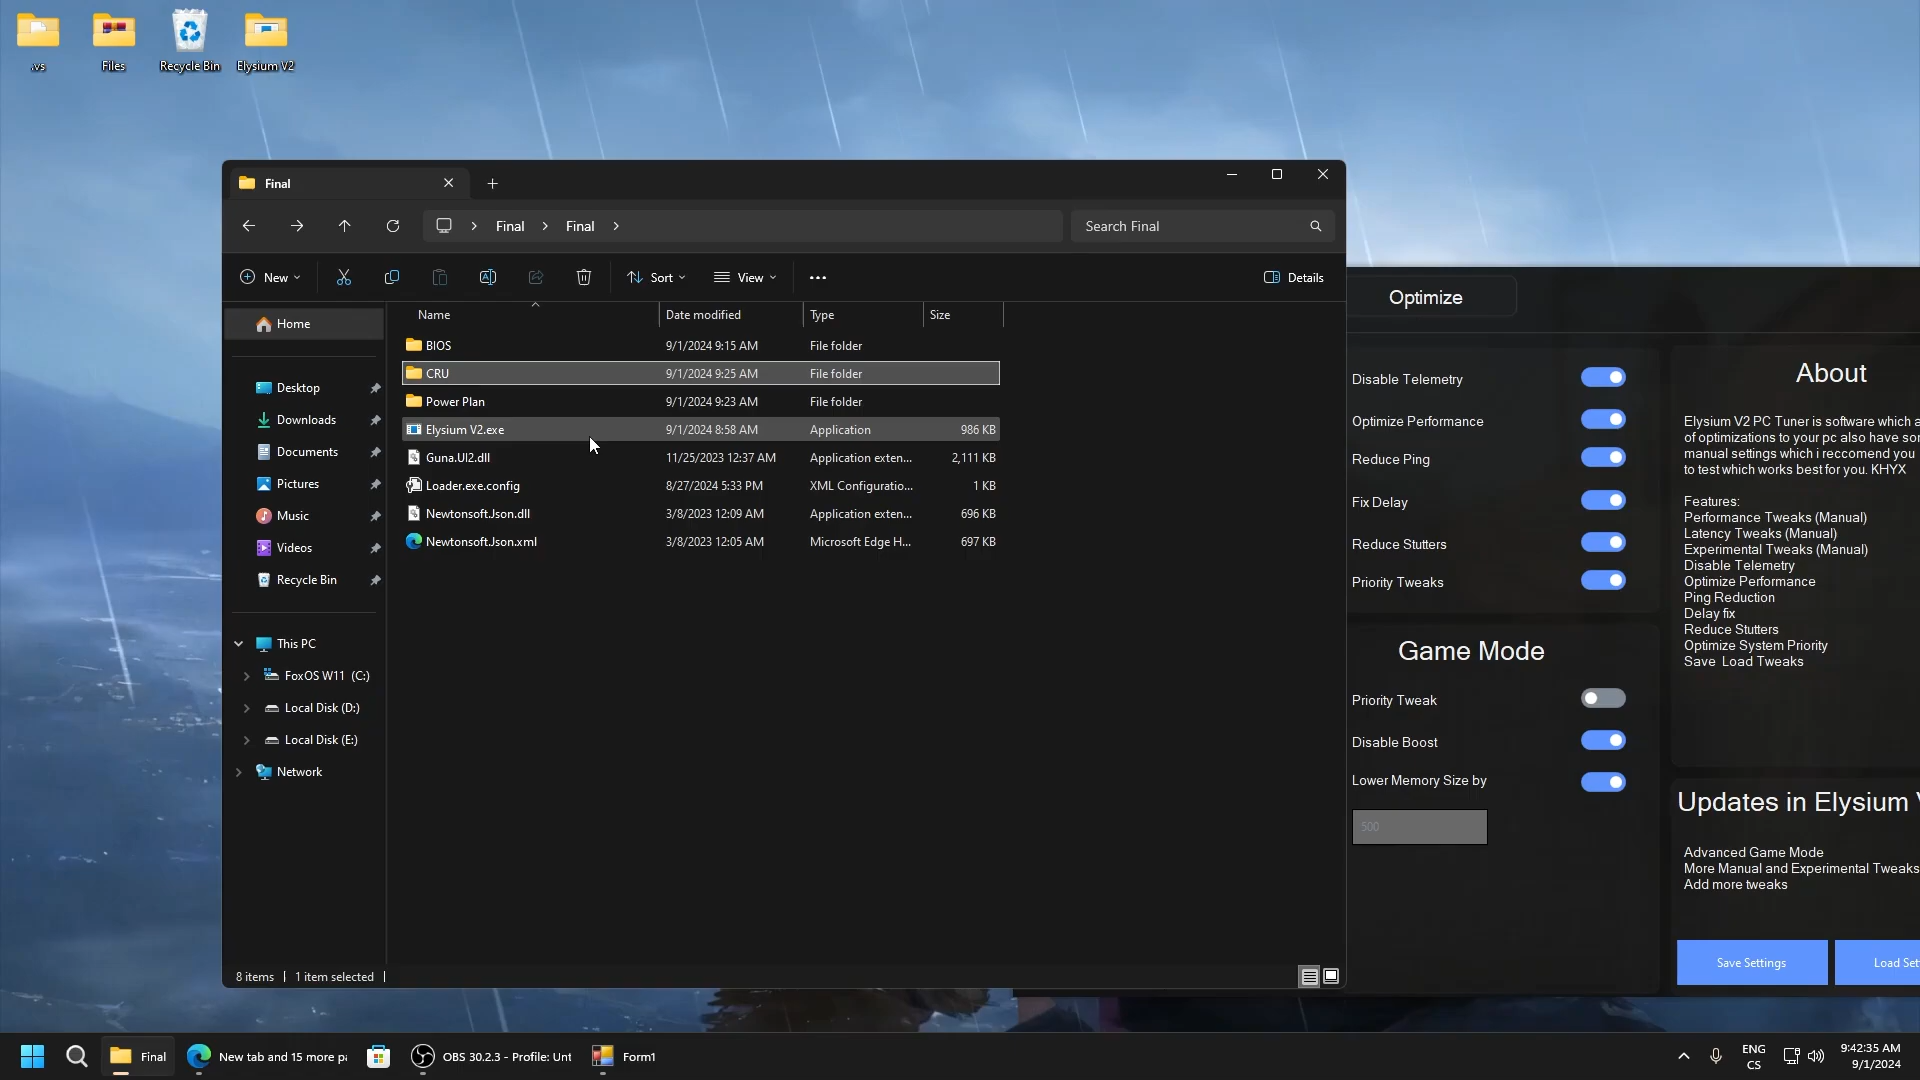 .vs
Files
Recycle Bin
Elysium V2
Final
Final
Final
Search Final
New
Sort
View
Details
Name
Date modified
Type
Size
Home
Desktop
Downloads
Documents
Pictures
Music
Videos
Recycle Bin
This PC
FoxOS W11 (C:)
Local Disk (D:)
Local Disk (E:)
Network
BIOS 9/1/2024 9:15 AM File folder
CRU 9/1/2024 9:25 AM File folder
Power Plan 9/1/2024 9:23 AM File folder
Elysium V2.exe 9/1/2024 8:58 AM Application 986 KB
Guna.UI2.dll 11/25/2023 12:37 AM Application exten... 2,111 KB
Loader.exe.config 8/27/2024 5:33 PM XML Configuratio... 1 KB
Newtonsoft.Json.dll 3/8/2023 12:09 AM Application exten... 696 KB
Newtonsoft.Json.xml 3/8/2023 12:05 AM Microsoft Edge H... 697 KB
8 items
1 item selected
Optimize
Disable Telemetry
Optimize Performance
Reduce Ping
Fix Delay
Reduce Stutters
Priority Tweaks
Game Mode
Priority Tweak
Disable Boost
Lower Memory Size by
500
About
Elysium V2 PC Tuner is software which a
of optimizations to your pc also have som
manual settings which i reccomend you
to test which works best for you. KHYX
Features:
Performance Tweaks (Manual)
Latency Tweaks (Manual)
Experimental Tweaks (Manual)
Disable Telemetry
Optimize Performance
Ping Reduction
Delay fix
Reduce Stutters
Optimize System Priority
Save Load Tweaks
Updates in Elysium
Advanced Game Mode
More Manual and Experimental Tweaks
Add more tweaks
Save Settings
Load Set
Final
New tab and 15 more pa
OBS 30.2.3 - Profile: Unt
Form1
ENG
CS
9:42:35 AM
9/1/2024